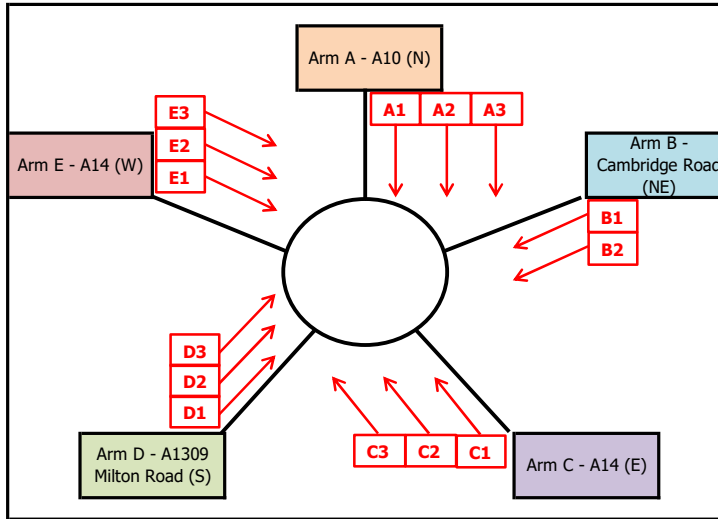 Arm A - A10 (N)
A1 A2 A3
E3
E2
E1
Arm E - A14 (W)
Arm B -
Cambridge Road
(NE)
B1
B2
D3
D2
D1
C3 C2 C1
Arm D - A1309
Milton Road (S)
Arm C - A14 (E)